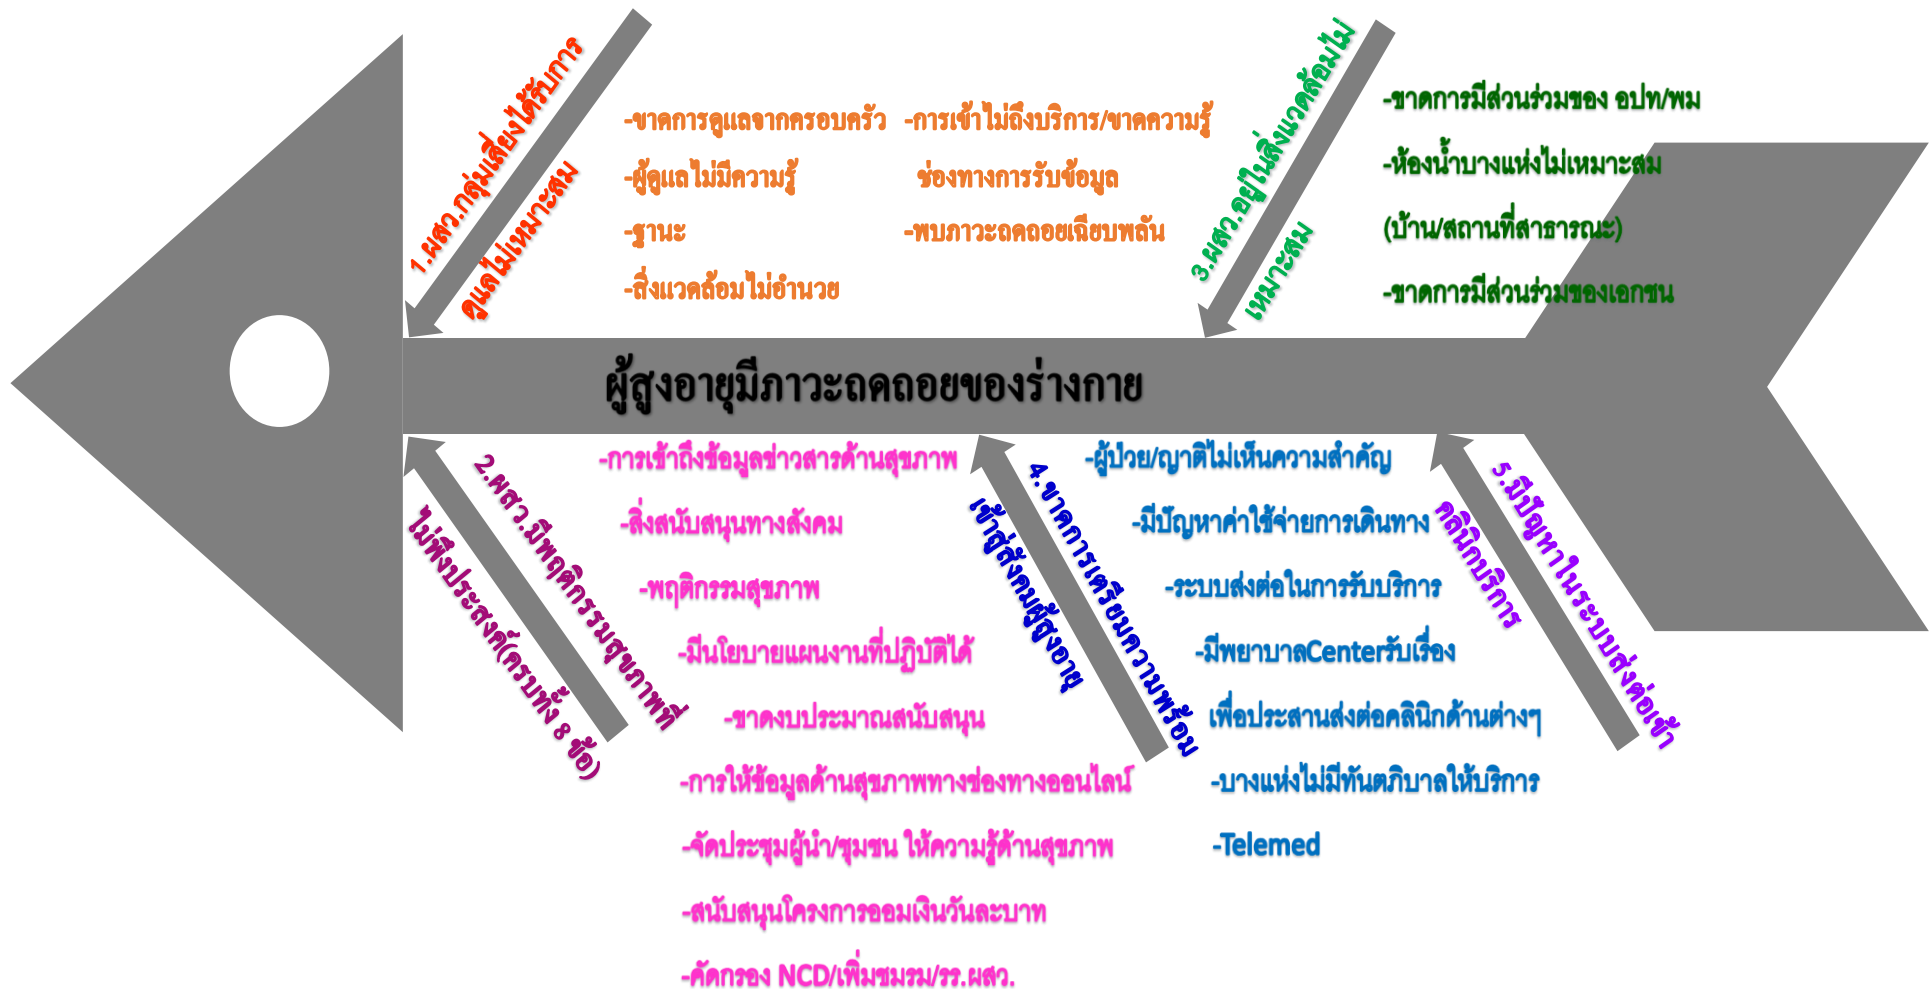 1.ผสว.กลุ่มเสี่ยงได้รับการ
ดูแลไม่เหมาะสม
-ขาดการดูแลจากครอบครัว
-ผู้ดูแลไม่มีความรู้
-ฐานะ
-สิ่งแวดล้อมไม่อำนวย
-การเข้าไม่ถึงบริการ/ขาดความรู้
ช่องทางการรับข้อมูล
-พบภาวะถดถอยเฉียบพลัน
3.ผสว.อยู่ในสิ่งแวดล้อมไม่
เหมาะสม
-ขาดการมีส่วนร่วมของ อปท/พม
-ห้องน้ำบางแห่งไม่เหมาะสม
(บ้าน/สถานที่สาธารณะ)
-ขาดการมีส่วนร่วมของเอกชน
ผู้สูงอายุมีภาวะถดถอยของร่างกาย
2.ผสว.มีพฤติกรรมสุขภาพที่
ไม่พึงประสงค์(ครบทั้ง 8 ข้อ)
-การเข้าถึงข้อมูลข่าวสารด้านสุขภาพ
-สิ่งสนับสนุนทางสังคม
-พฤติกรรมสุขภาพ
-มีนโยบายแผนงานที่ปฏิบัติได้
-ขาดงบประมาณสนับสนุน
-การให้ข้อมูลด้านสุขภาพทางช่องทางออนไลน์
-จัดประชุมผู้นำ/ชุมชน ให้ความรู้ด้านสุขภาพ
-สนับสนุนโครงการออมเงินวันละบาท
-คัดกรอง NCD/เพิ่มชมรม/รร.ผสว.
4.ขาดการเตรียมความพร้อม
เข้าสู่สังคมผู้สูงอายุ
-ผู้ป่วย/ญาติไม่เห็นความสำคัญ
-มีปัญหาค่าใช้จ่ายการเดินทาง
-ระบบส่งต่อในการรับบริการ
-มีพยาบาลCenterรับเรื่อง
เพื่อประสานส่งต่อคลินิกด้านต่างๆ
-บางแห่งไม่มีทันตภิบาลให้บริการ
-Telemed
5.มีปัญหาในระบบส่งต่อเข้า
คลินิกบริการ